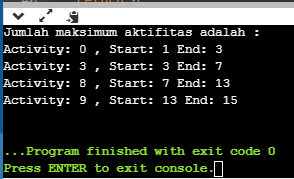 Jumlah maksimum aktifitas adalah :
Activity: 0 , Start: 1 End: 3
Activity: 3 , Start: 3 End: 7
Activity: 8 , Start: 7 End: 13
Activity: 9 , Start: 13 End: 15
...Program finished with exit code 0
Press ENTER to exit console.